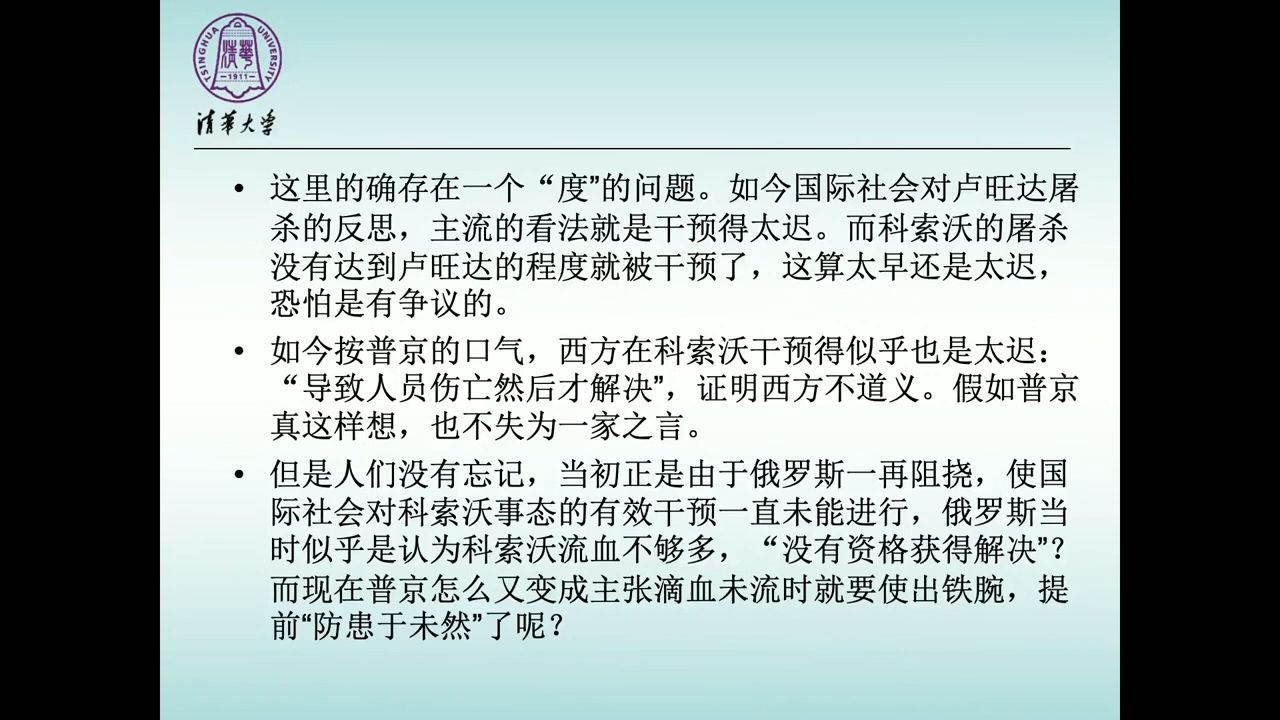 TSINGHUA UNIVERSITY
清華
1911
清华大学
• 这里的确存在一个“度”的问题。如今国际社会对卢旺达屠
杀的反思，主流的看法就是干预得太迟。而科索沃的屠杀
没有达到卢旺达的程度就被干预了，这算太早还是太迟，
恐怕是有争议的。
• 如今按普京的口气，西方在科索沃干预得似乎也是太迟：
“导致人员伤亡然后才解决”，证明西方不道义。假如普京
真这样想，也不失为一家之言。
• 但是人们没有忘记，当初正是由于俄罗斯一再阻挠，使国
际社会对科索沃事态的有效干预一直未能进行，俄罗斯当
时似乎是认为科索沃流血不够多，“没有资格获得解决”？
而现在普京怎么又变成主张滴血未流时就要使出铁腕，提
前“防患于未然”了呢？